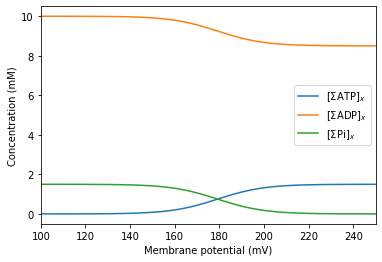 Concentration (mM)
10
8
6
4
2
0
[ΣATP]ₓ
[ΣADP]ₓ
[ΣPi]ₓ
100 120 140 160 180 200 220 240
Membrane potential (mV)